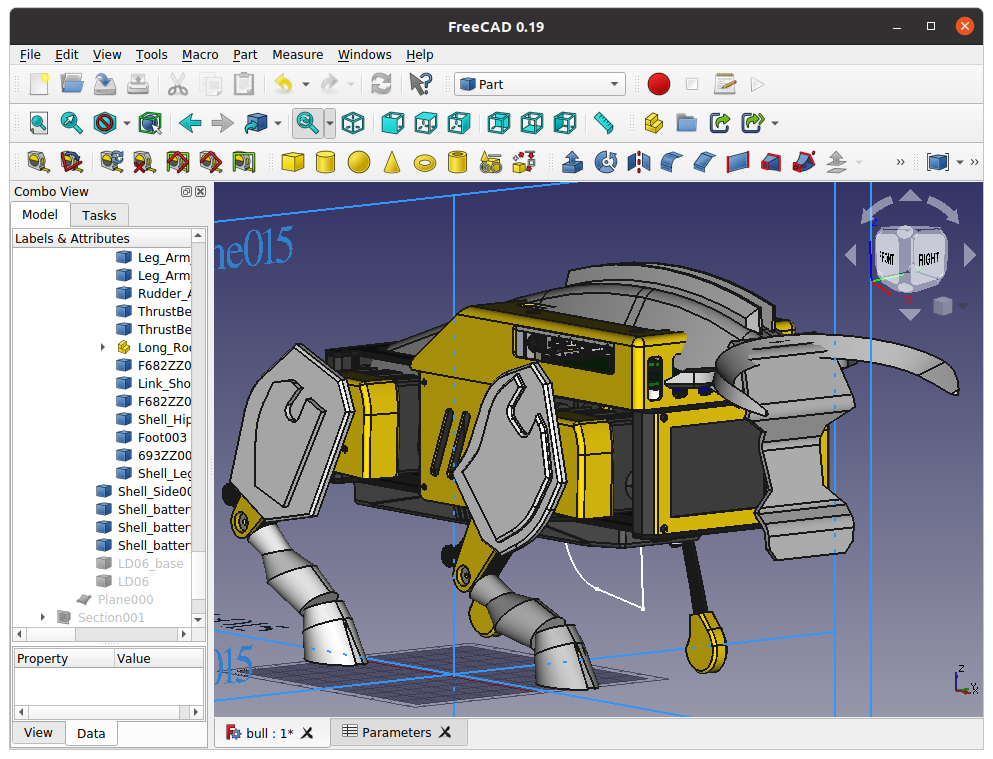 FreeCAD 0.19
File Edit View Tools Macro Part Measure Windows Help
Part
Combo View
Model Tasks
Labels & Attributes
Leg_Arm
Leg_Arm
Rudder_A
ThrustBe
ThrustBe
Long_Roc
F682ZZ0
Link_Sho
F682ZZ0
Shell_Hip
Foot003
693ZZ00
Shell_Leg
Shell_Side00
Shell_batter
Shell_batter
Shell_batter
LD06_base
LD06
Plane000
Section001
Property Value
View Data
ne015
015
FRONT RIGHT
Z
X
bull : 1*
Parameters